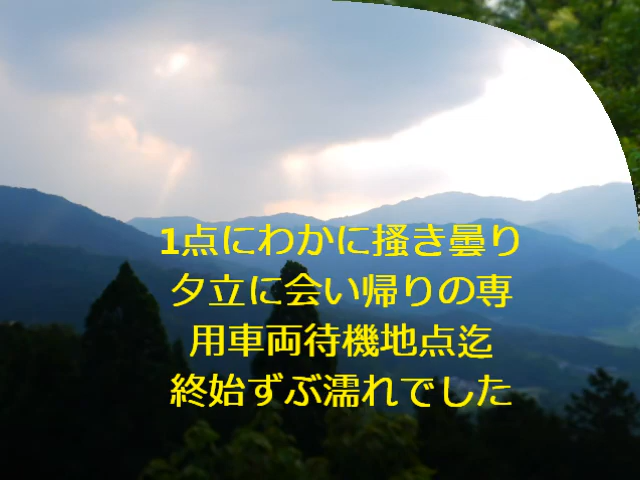 1点にわかに掻き曇り
夕立に会い帰りの専
用車両待機地点迄
終始ずぶ濡れでした